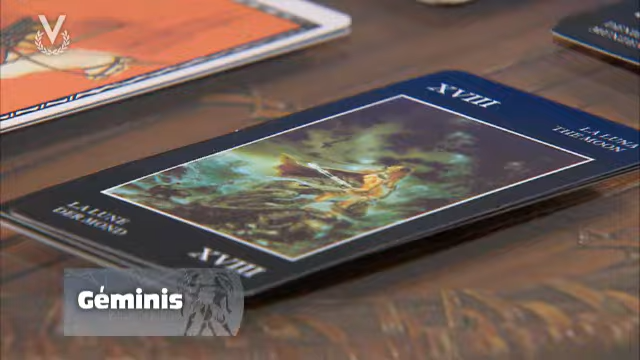 XVIII
LA LUNA
THE MOON
LA LUNE
DER MOND
XVIII
Géminis